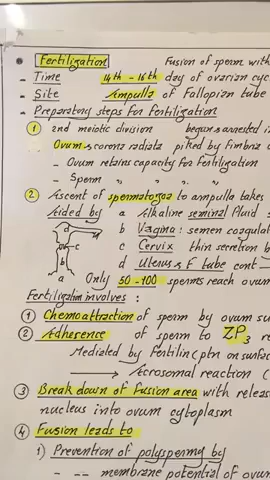 Fertilization Fusion of sperm with
- Time 14th - 16th day of ovarian cyc
- Site Ampulla of Fallopian tube
- Preparatory steps for fertilization
① 2nd meiotic division begun & arrested i
Ovum & corona radiata piked by fimbria o
- Ovum retains capacity for fertilization
- Sperm " " "
② Ascent of spermatozoa to ampulla takes
Aided by a Alkaline seminal fluid s
b Vagina: semen coagulat
c Cervix thin secretion b
d Uterus & F tube cont
d
c
b
a
Only 50 - 100 sperms reach ovum
Fertilization involves :
① Chemoattraction of sperm by ovum su
② Adherence of sperm to ZP3 re
Mediated by Fertilin (ptn on surfac
→ Acrosomal reaction (
③ Break down of Fusion area with releas
nucleus into ovum cytoplasm
④ Fusion leads to
1) Prevention of polyspermy by
- -- membrane potential of ovum